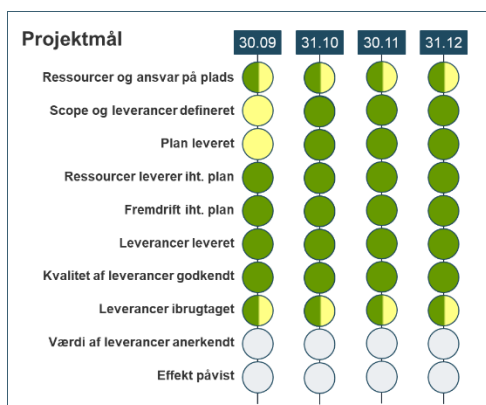 Projektmål
30.09 31.10 30.11 31.12
Ressourcer og ansvar på plads
Scope og leverancer defineret
Plan leveret
Ressourcer leverer iht. plan
Fremdrift iht. plan
Leverancer leveret
Kvalitet af leverancer godkendt
Leverancer ibrugtaget
Værdi af leverancer anerkendt
Effekt påvist